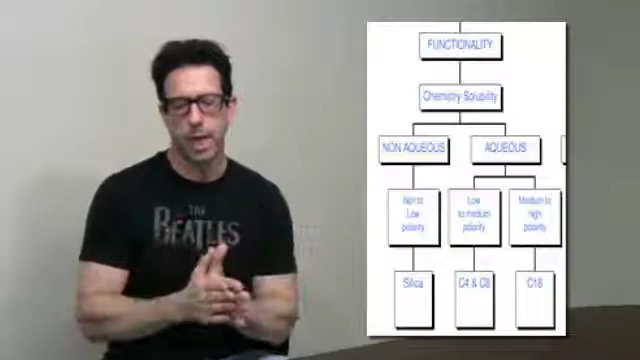 FUNCTIONALITY
Chemistry Solubility
NON AQUEOUS
AQUEOUS
Non to
Low
polarity
Low
to medium
polarity
Medium to
high
polarity
Silica
C4 & C8
C18
THE
BEATLES